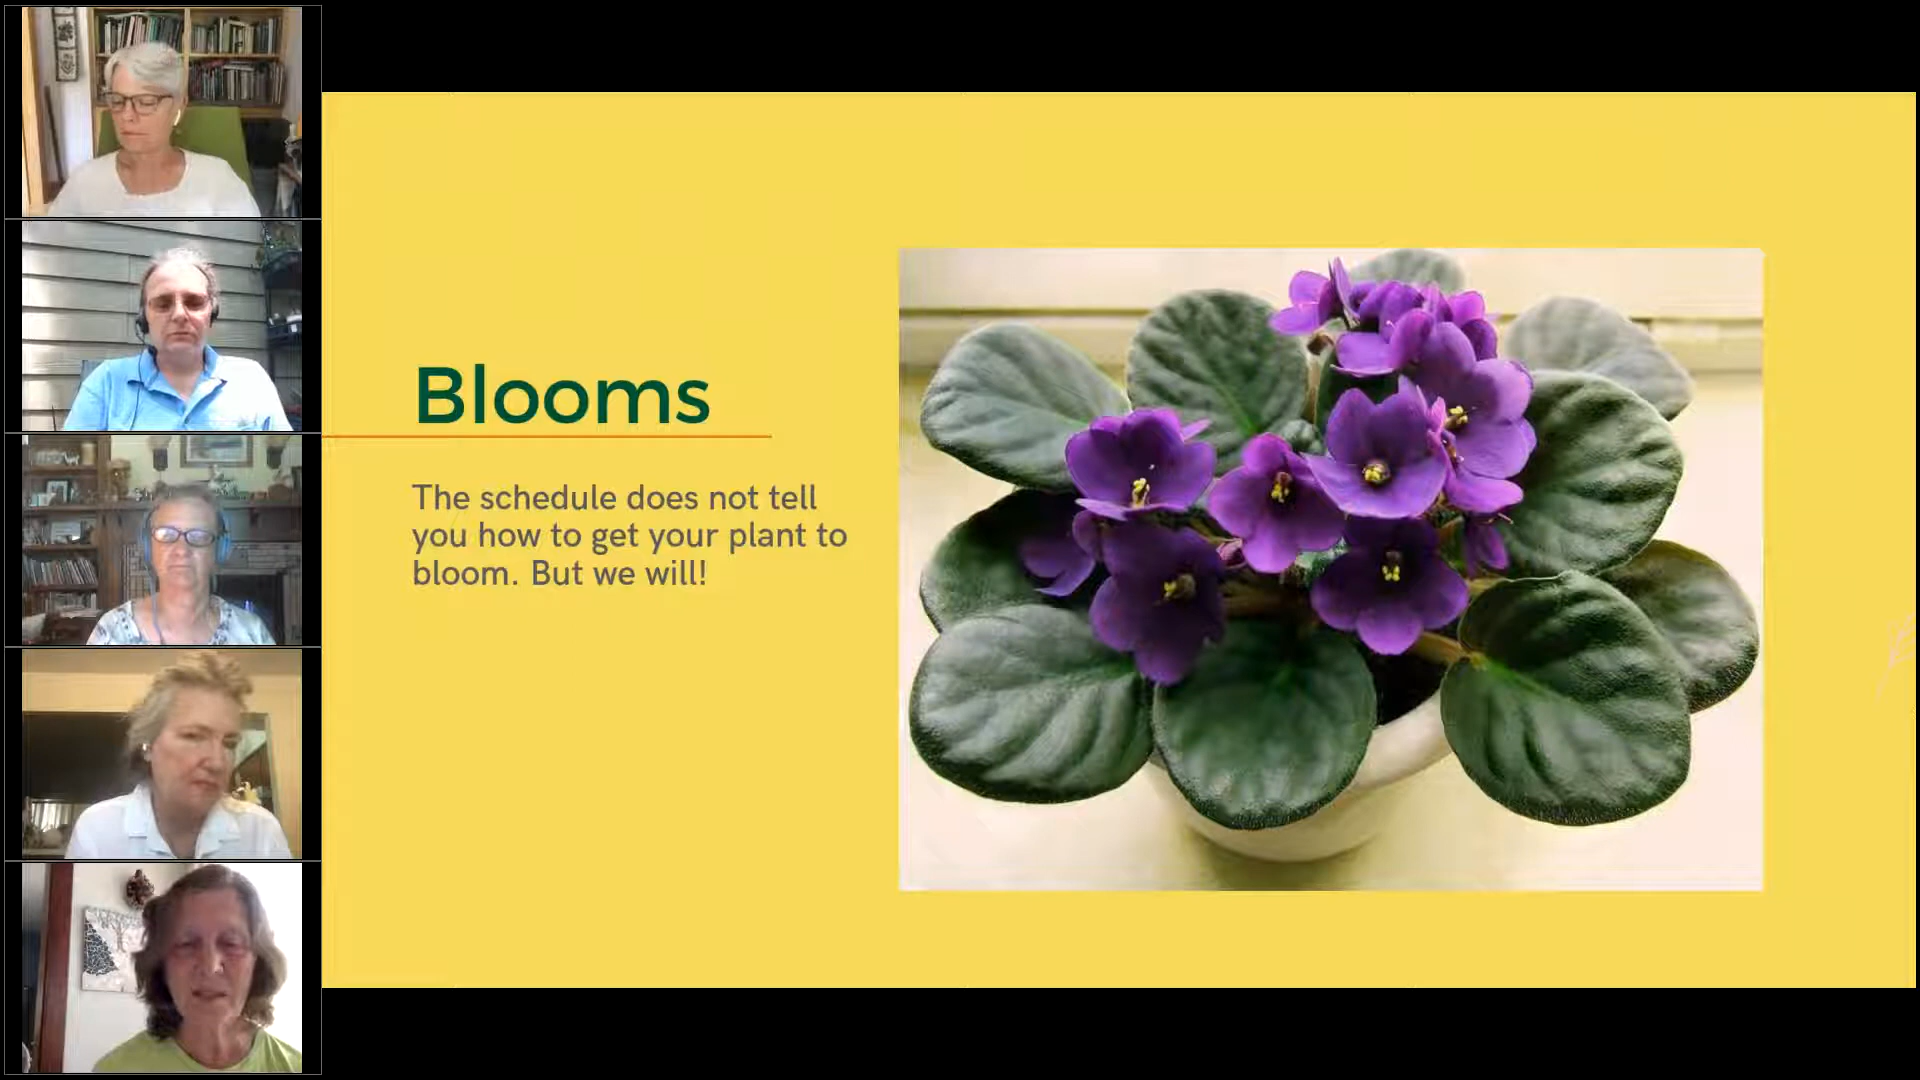 Blooms
The schedule does not tell
you how to get your plant to
bloom. But we will!